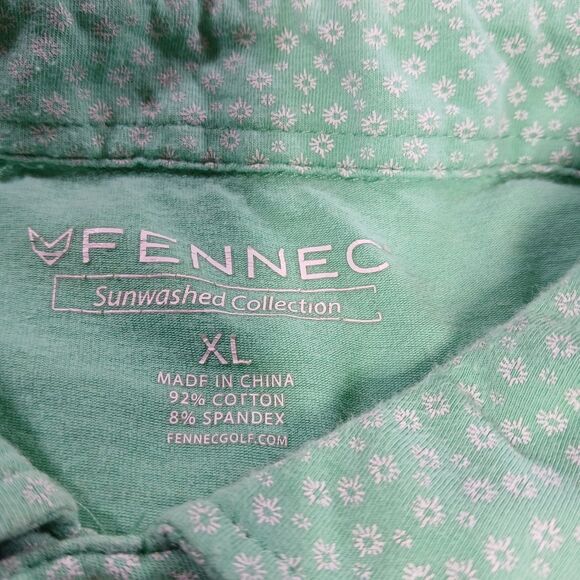 FENNEC
Sunwashed Collection
XL
MADE IN CHINA
92% COTTON
8% SPANDEX
FENNECGOLF.COM